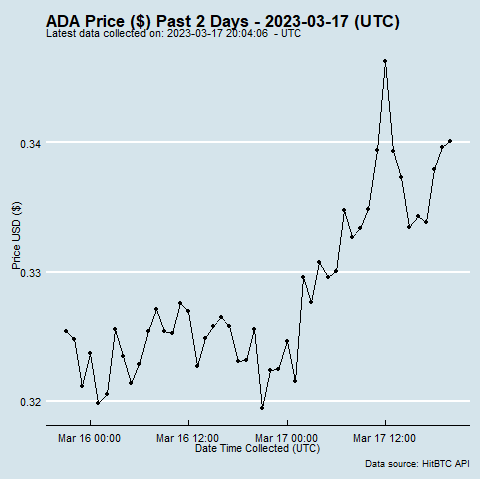 ADA Price ($) Past 2 Days - 2023-03-17 (UTC)
Latest data collected on: 2023-03-17 20:04:06  - UTC
0.34
0.33
0.32
Price USD ($)
Mar 16 00:00
Mar 16 12:00
Mar 17 00:00
Mar 17 12:00
Date Time Collected (UTC)
Data source: HitBTC API